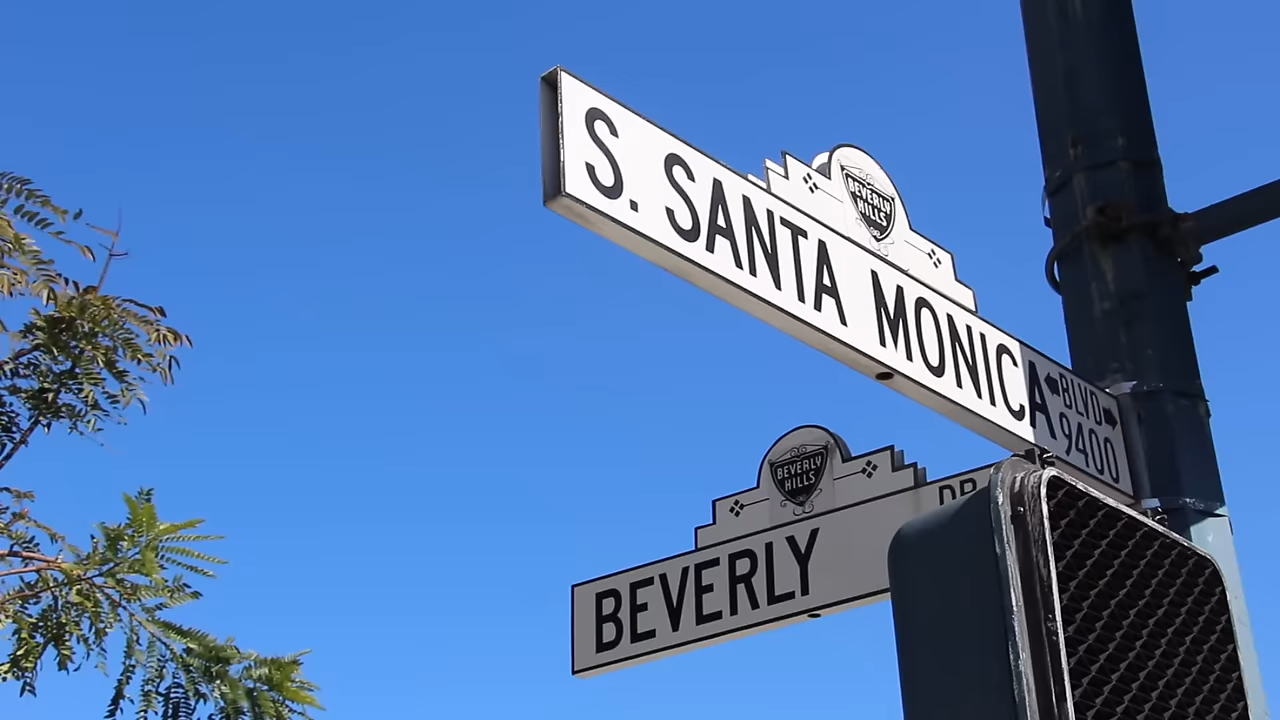 BEVERLY
HILLS
S. SANTA MONICA
BLVD
9400
BEVERLY
HILLS
BEVERLY DR